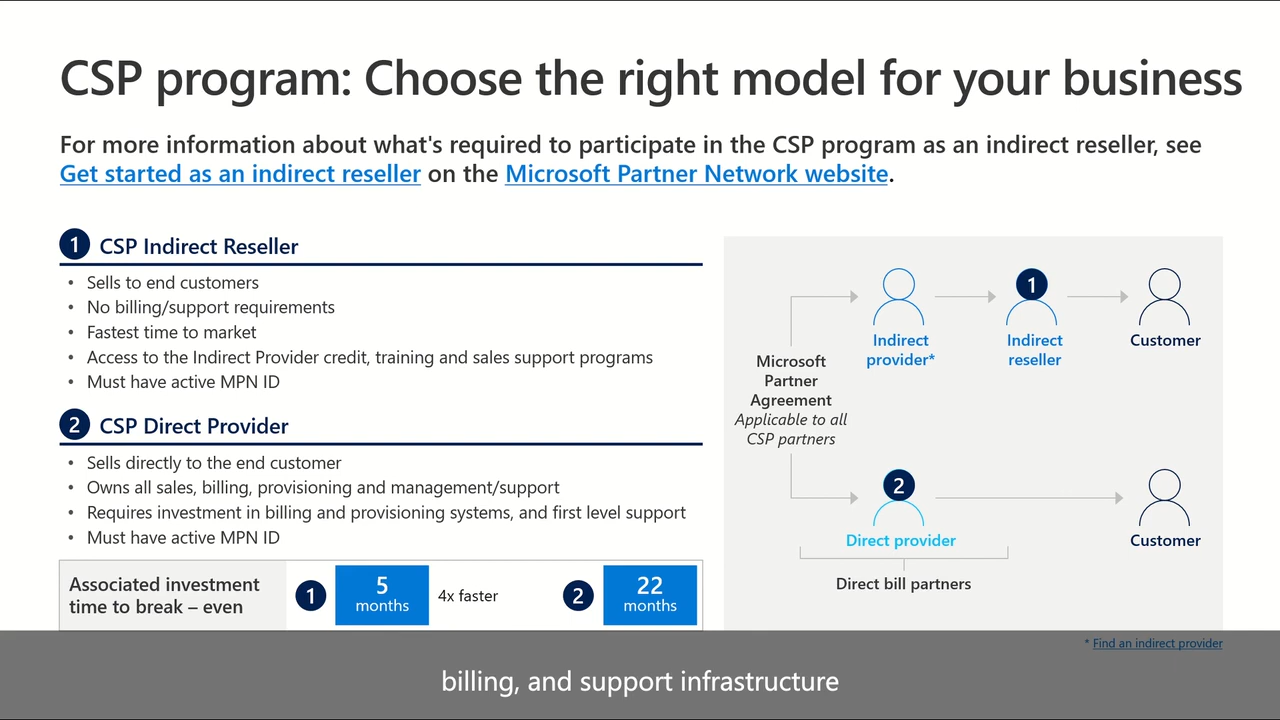 CSP program: Choose the right model for your business
For more information about what's required to participate in the CSP program as an indirect reseller, see
Get started as an indirect reseller on the Microsoft Partner Network website.
1 CSP Indirect Reseller
• Sells to end customers
• No billing/support requirements
• Fastest time to market
• Access to the Indirect Provider credit, training and sales support programs
• Must have active MPN ID
2 CSP Direct Provider
• Sells directly to the end customer
• Owns all sales, billing, provisioning and management/support
• Requires investment in billing and provisioning systems, and first level support
• Must have active MPN ID
Associated investment
time to break – even
1
5
months
4x faster
2
22
months
Microsoft
Partner
Agreement
Applicable to all
CSP partners
Indirect
provider*
1
Indirect
reseller
Customer
2
Direct provider
Customer
Direct bill partners
* Find an indirect provider
billing, and support infrastructure